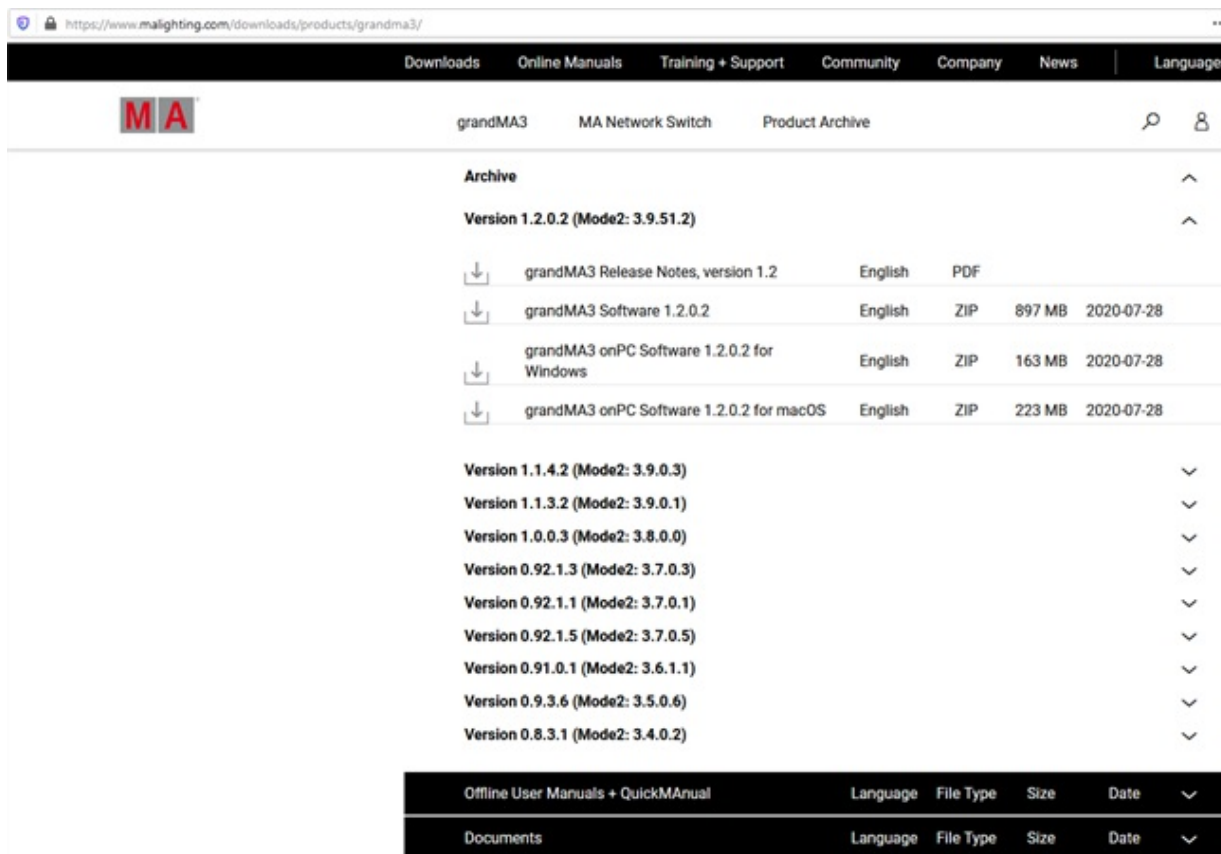 https://www.malighting.com/downloads/products/grandma3/
Downloads Online Manuals Training + Support Community Company News Language
MA grandMA3 MA Network Switch Product Archive
Archive
Version 1.2.0.2 (Mode2: 3.9.51.2)
grandMA3 Release Notes, version 1.2 English PDF
grandMA3 Software 1.2.0.2 English ZIP 897 MB 2020-07-28
grandMA3 onPC Software 1.2.0.2 for
Windows English ZIP 163 MB 2020-07-28
grandMA3 onPC Software 1.2.0.2 for macOS English ZIP 223 MB 2020-07-28
Version 1.1.4.2 (Mode2: 3.9.0.3)
Version 1.1.3.2 (Mode2: 3.9.0.1)
Version 1.0.0.3 (Mode2: 3.8.0.0)
Version 0.92.1.3 (Mode2: 3.7.0.3)
Version 0.92.1.1 (Mode2: 3.7.0.1)
Version 0.92.1.5 (Mode2: 3.7.0.5)
Version 0.91.0.1 (Mode2: 3.6.1.1)
Version 0.9.3.6 (Mode2: 3.5.0.6)
Version 0.8.3.1 (Mode2: 3.4.0.2)
Offline User Manuals + QuickMAnual Language File Type Size Date
Documents Language File Type Size Date